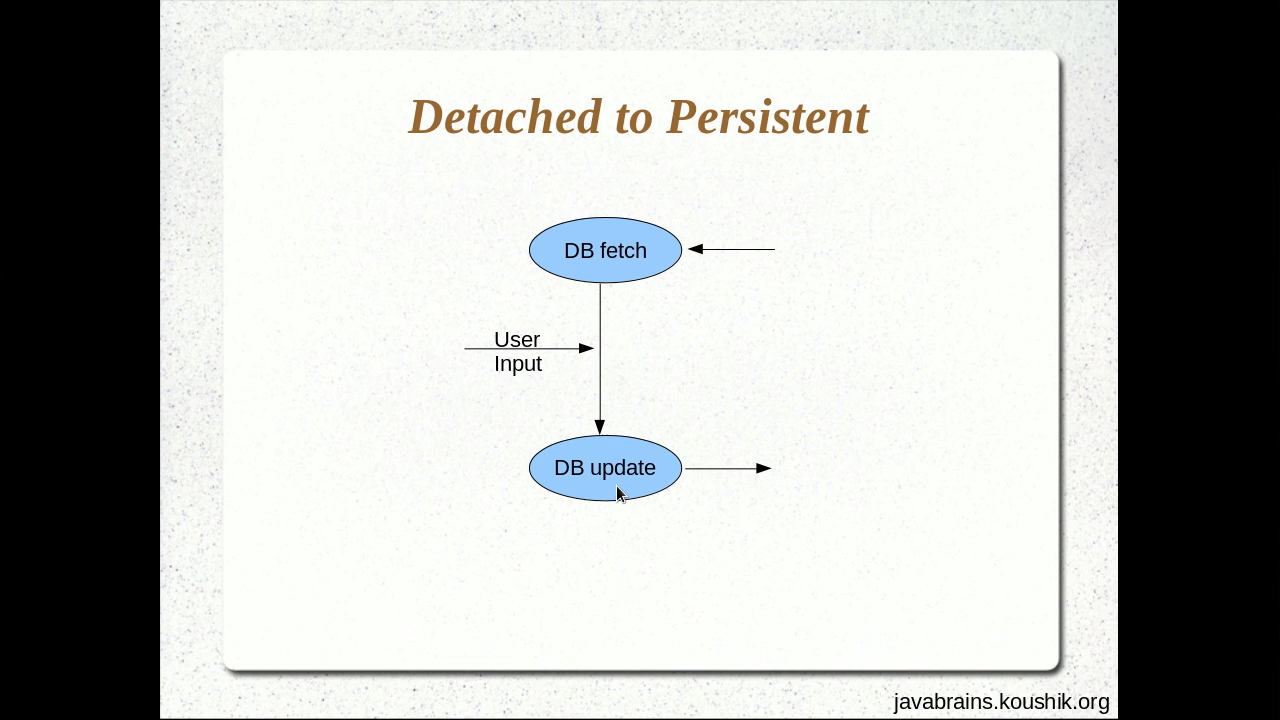 Detached to Persistent
DB fetch
User
Input
DB update
javabrains.koushik.org